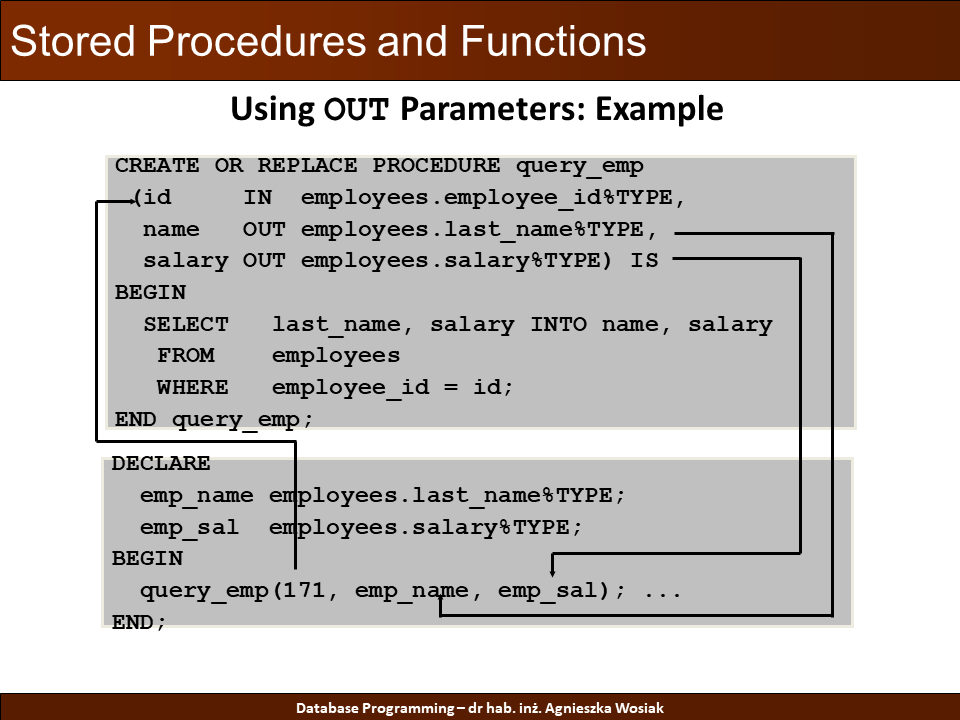 Stored Procedures and Functions
Using OUT Parameters: Example
CREATE OR REPLACE PROCEDURE query_emp
(id     IN  employees.employee_id%TYPE,
name   OUT employees.last_name%TYPE,
salary OUT employees.salary%TYPE) IS
BEGIN
SELECT   last_name, salary INTO name, salary
FROM    employees
WHERE   employee_id = id;
END query_emp;
DECLARE
emp_name employees.last_name%TYPE;
emp_sal  employees.salary%TYPE;
BEGIN
query_emp(171, emp_name, emp_sal); ...
END;
Database Programming – dr hab. inż. Agnieszka Wosiak